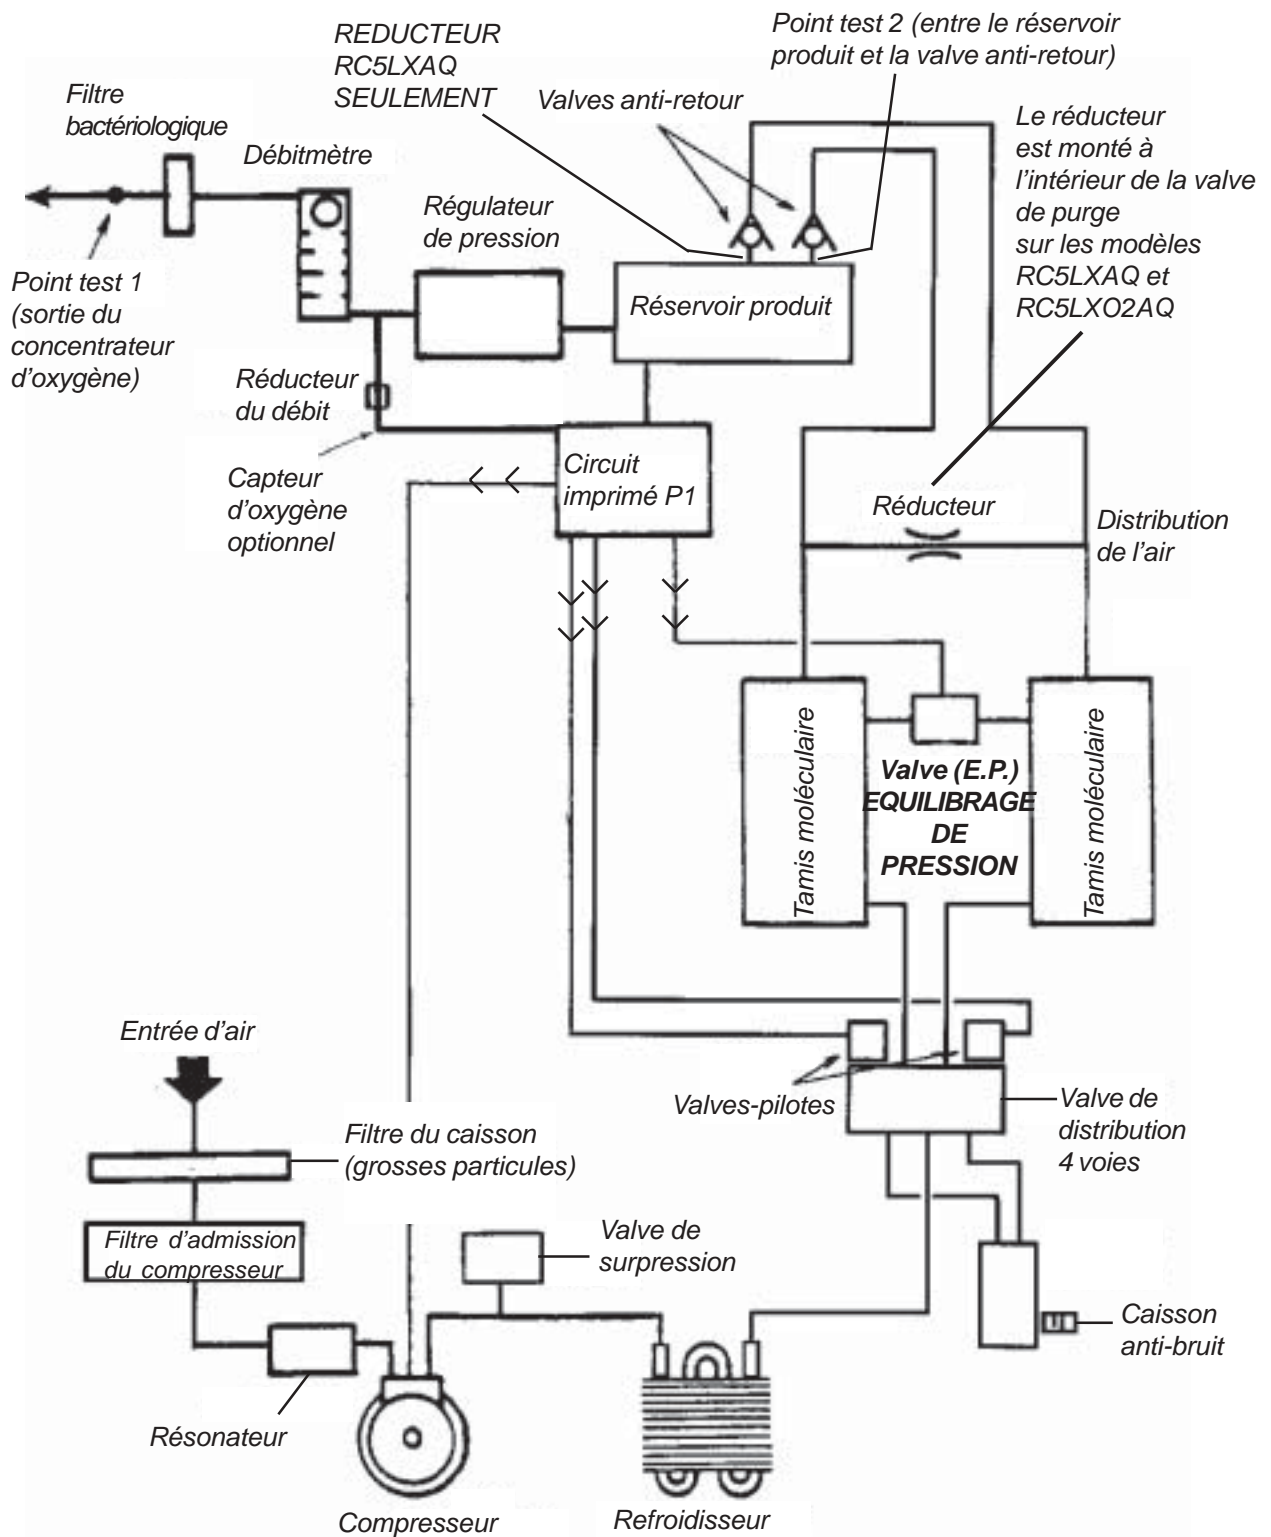 REDUCTEUR
RC5LXAQ
SEULEMENT
Point test 2 (entre le réservoir
produit et la valve anti-retour)
Filtre
bactériologique
Valves anti-retour
Le réducteur
est monté à
l'intérieur de la valve
de purge
sur les modèles
RC5LXAQ et
RC5LXO2AQ
Débitmètre
Régulateur
de pression
Point test 1
(sortie du
concentrateur
d'oxygène)
Réservoir produit
Réducteur
du débit
Capteur
d'oxygène
optionnel
Circuit
imprimé P1
Réducteur
Distribution
de l'air
Tamis moléculaire
Valve (E.P.)
EQUILIBRAGE
DE
PRESSION
Tamis moléculaire
Entrée d'air
Valves-pilotes
Valve de
distribution
4 voies
Filtre du caisson
(grosses particules)
Filtre d'admission
du compresseur
Valve de
surpression
Caisson
anti-bruit
Résonateur
Compresseur
Refroidisseur